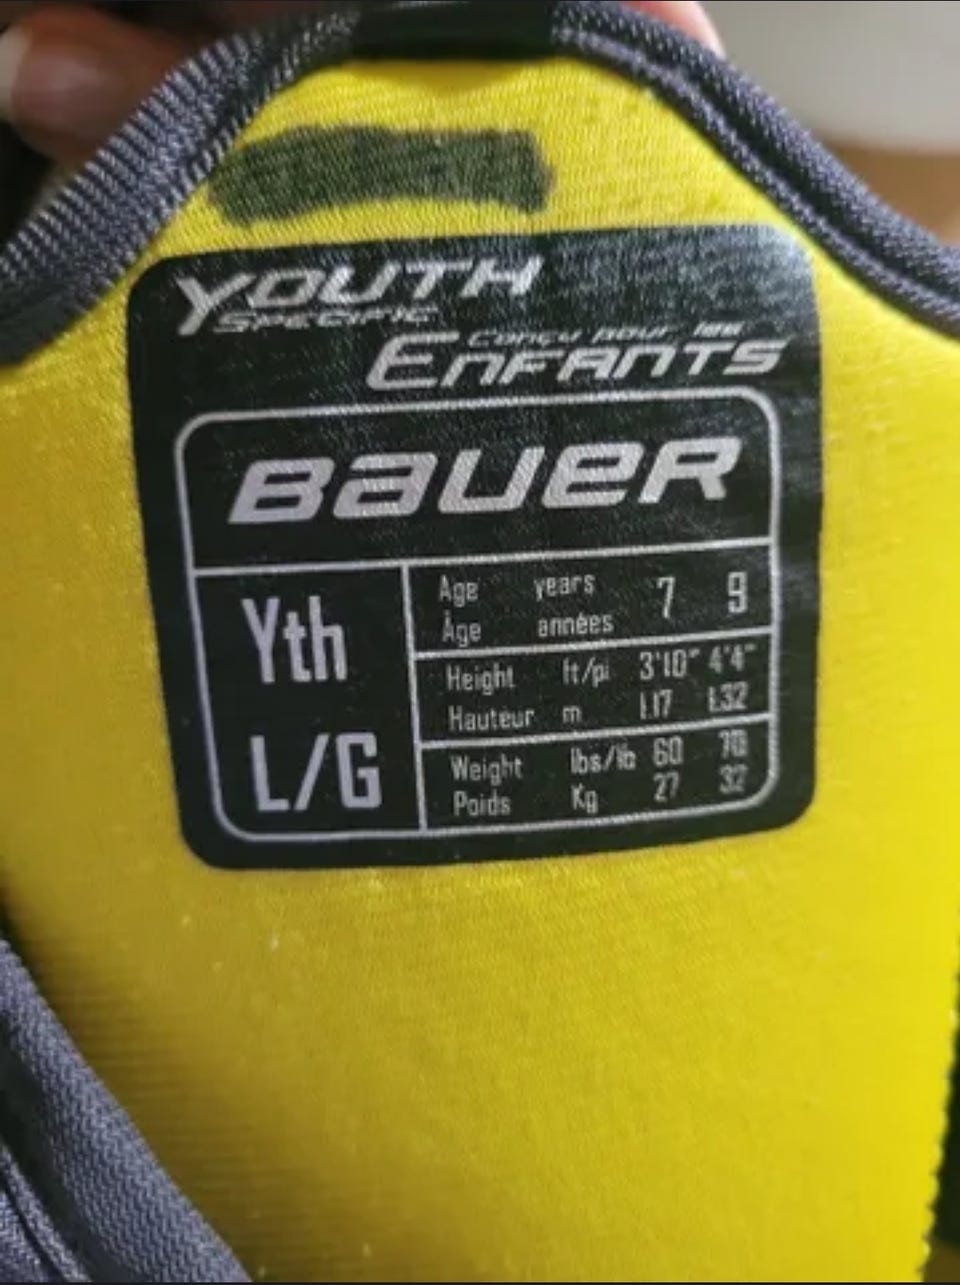 YOUTH
SPECIFIC
Conçu pour les
ENFANTS
BAUER
Yth
L/G
Age years 7 9
Âge années
Height ft/pi 3'10" 4'4"
Hauteur m 1.17 1.32
Weight lbs/lb 60 70
Poids Kg 27 32